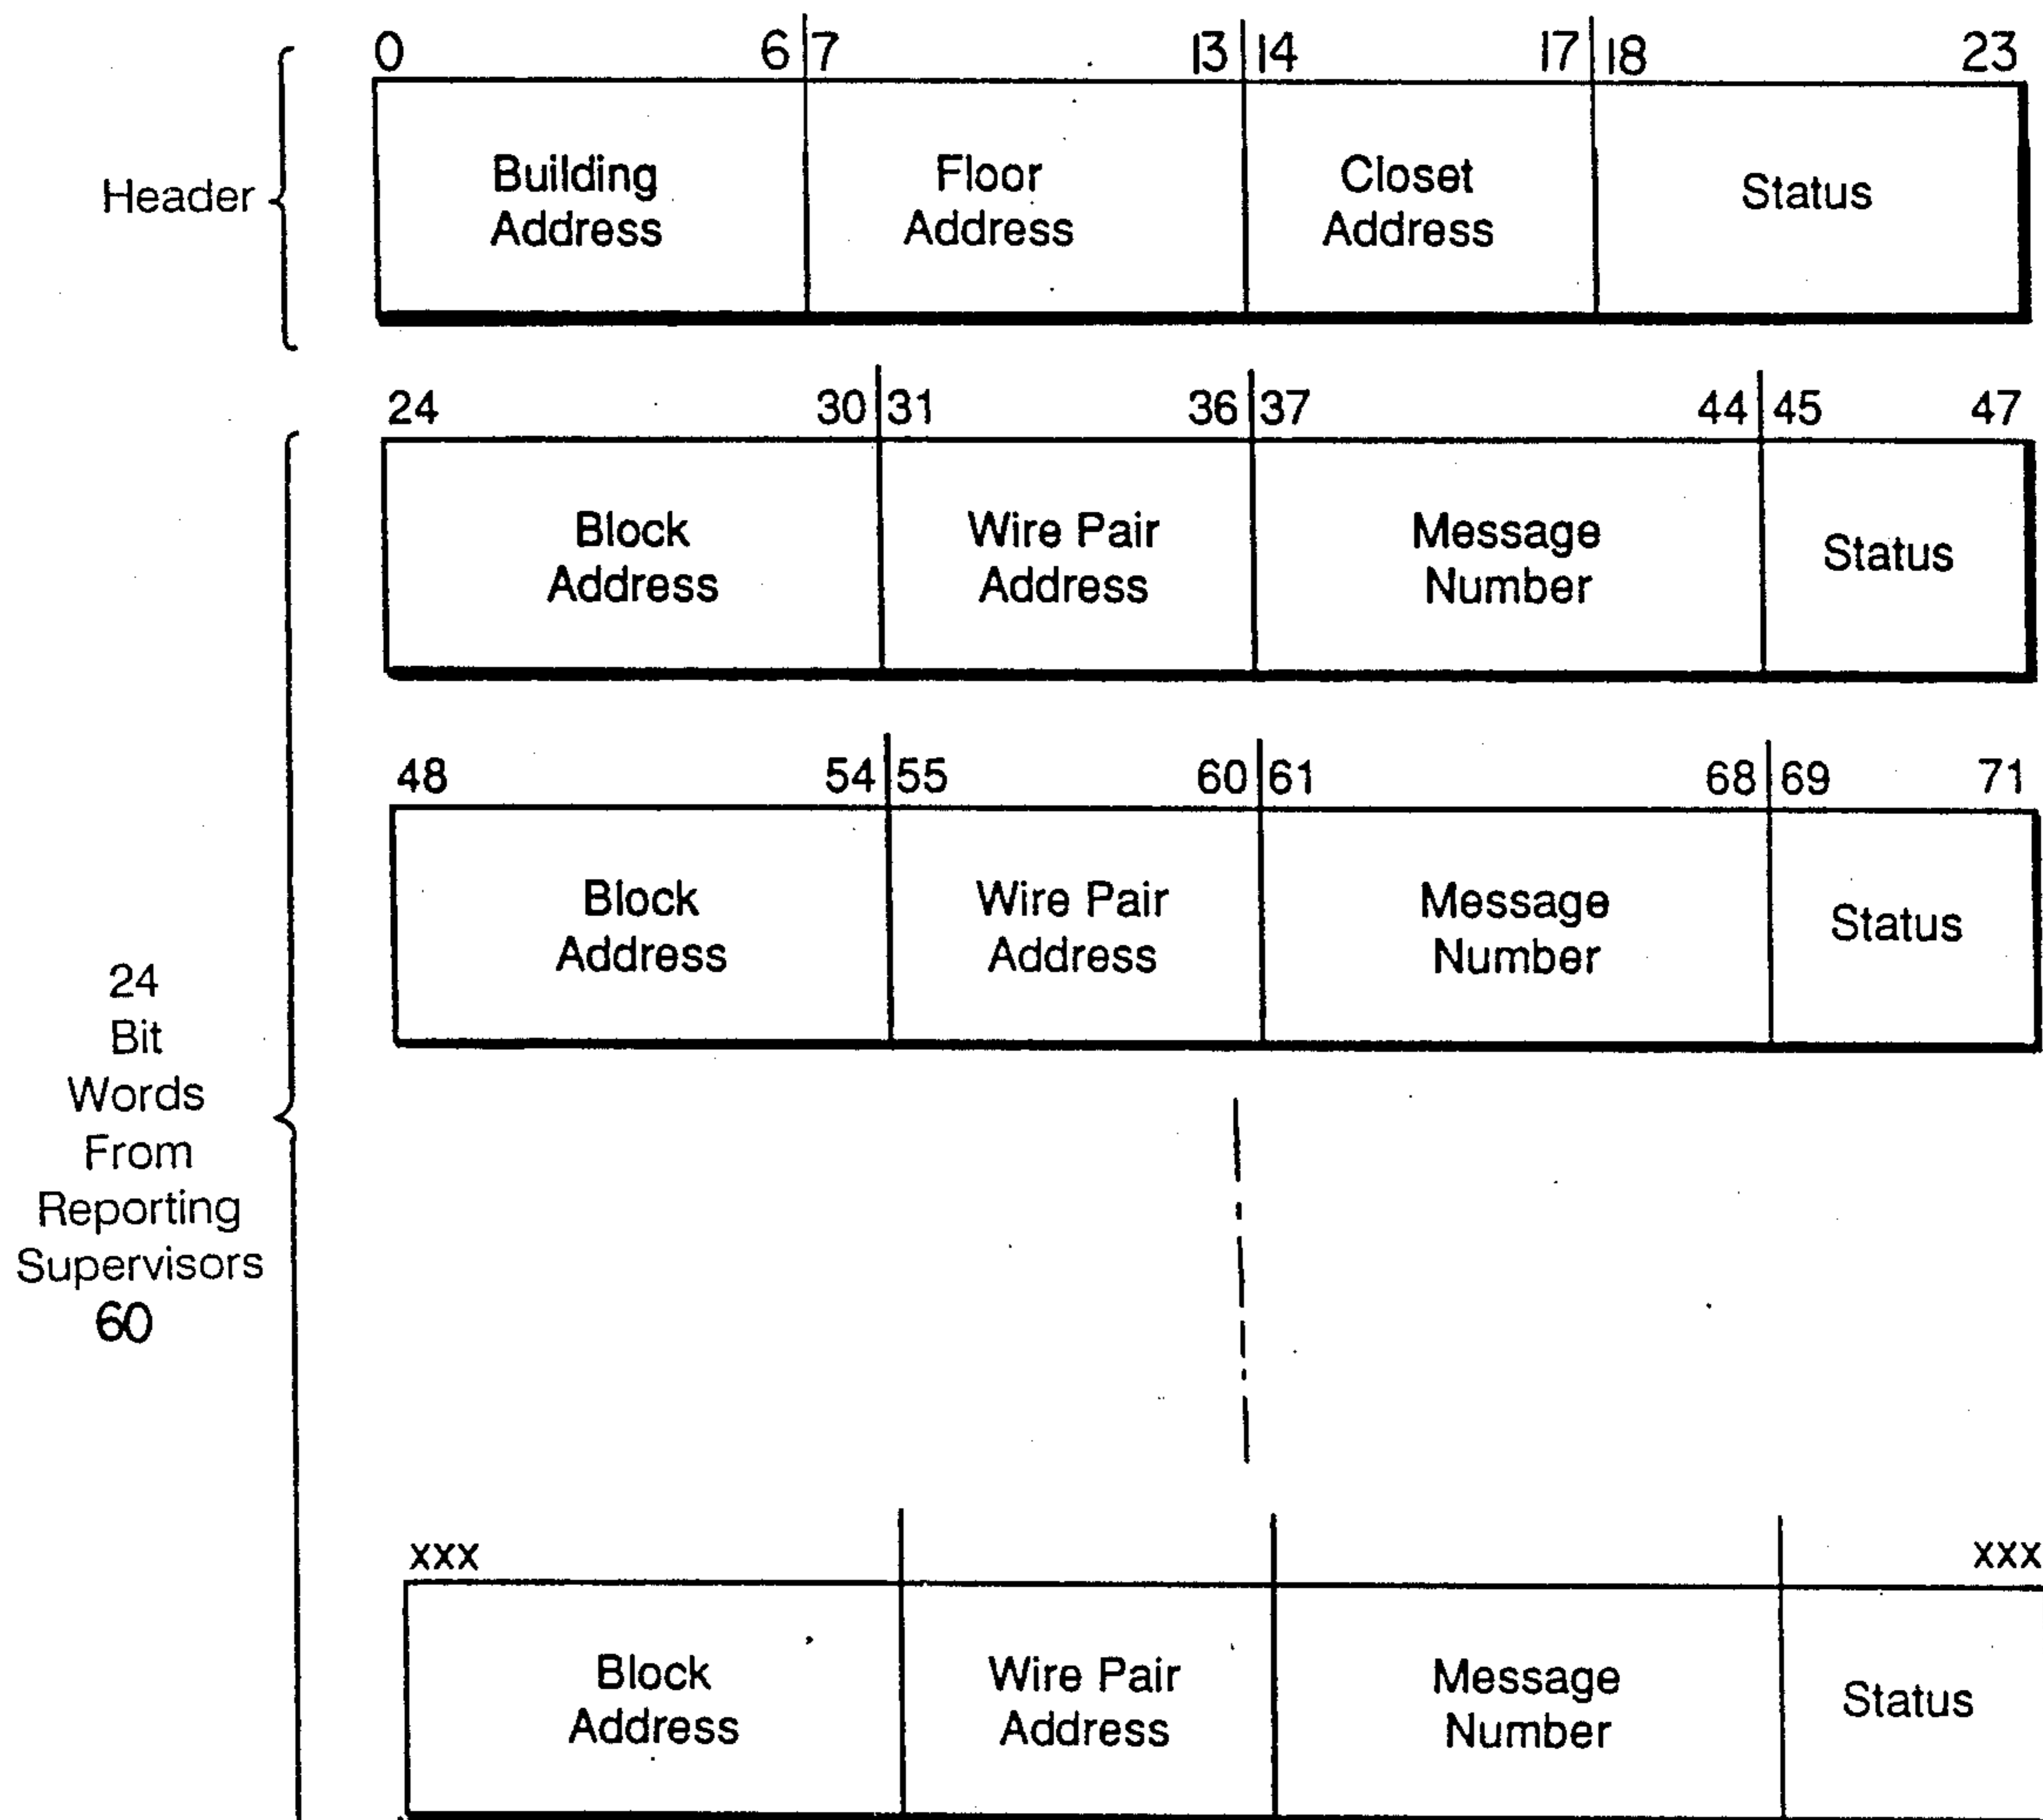 0 6 7 13 14 17 18 23
Header
Building Address
Floor Address
Closet Address
Status
24 30 31 36 37 44 45 47
Block Address
Wire Pair Address
Message Number
Status
48 54 55 60 61 68 69 71
Block Address
Wire Pair Address
Message Number
Status
24
Bit
Words
From
Reporting
Supervisors
60
xxx xxx
Block Address
Wire Pair Address
Message Number
Status